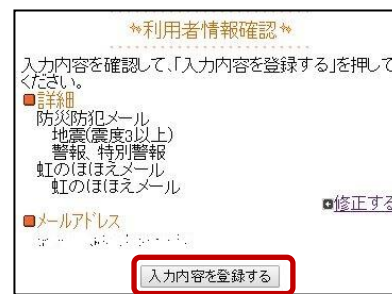 利用者情報確認
入力内容を確認して、「入力内容を登録する」を押して
ください。
詳細
防災防犯メール
地震(震度3以上)
警報、特別警報
虹のほほえメール
虹のほほえメール
修正する
メールアドレス
入力内容を登録する